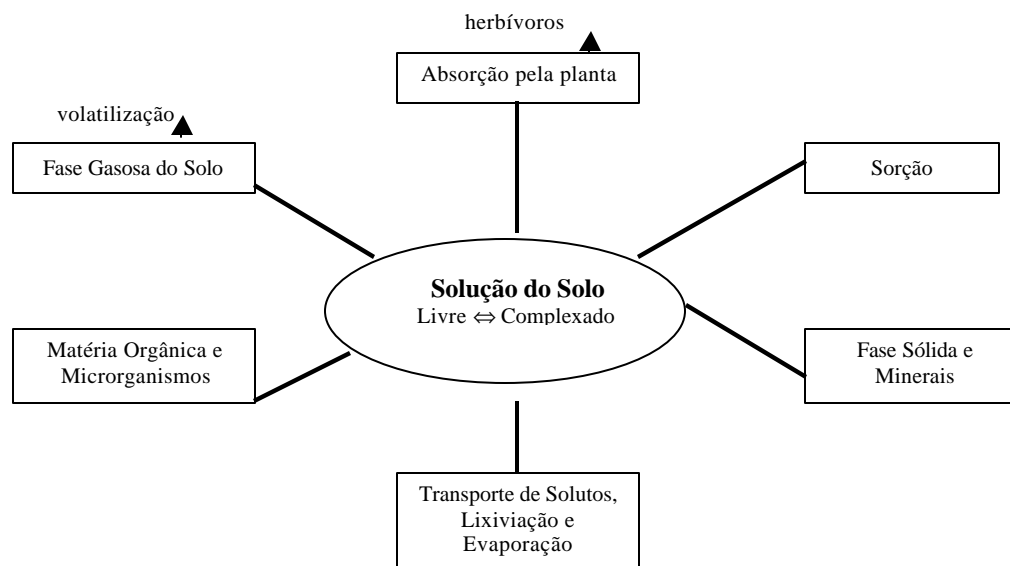 herbívoros
Absorção pela planta
volatilização
Fase Gasosa do Solo
Sorção
Solução do Solo
Livre ⇔ Complexado
Matéria Orgânica e
Microrganismos
Fase Sólida e
Minerais
Transporte de Solutos,
Lixiviação e
Evaporação